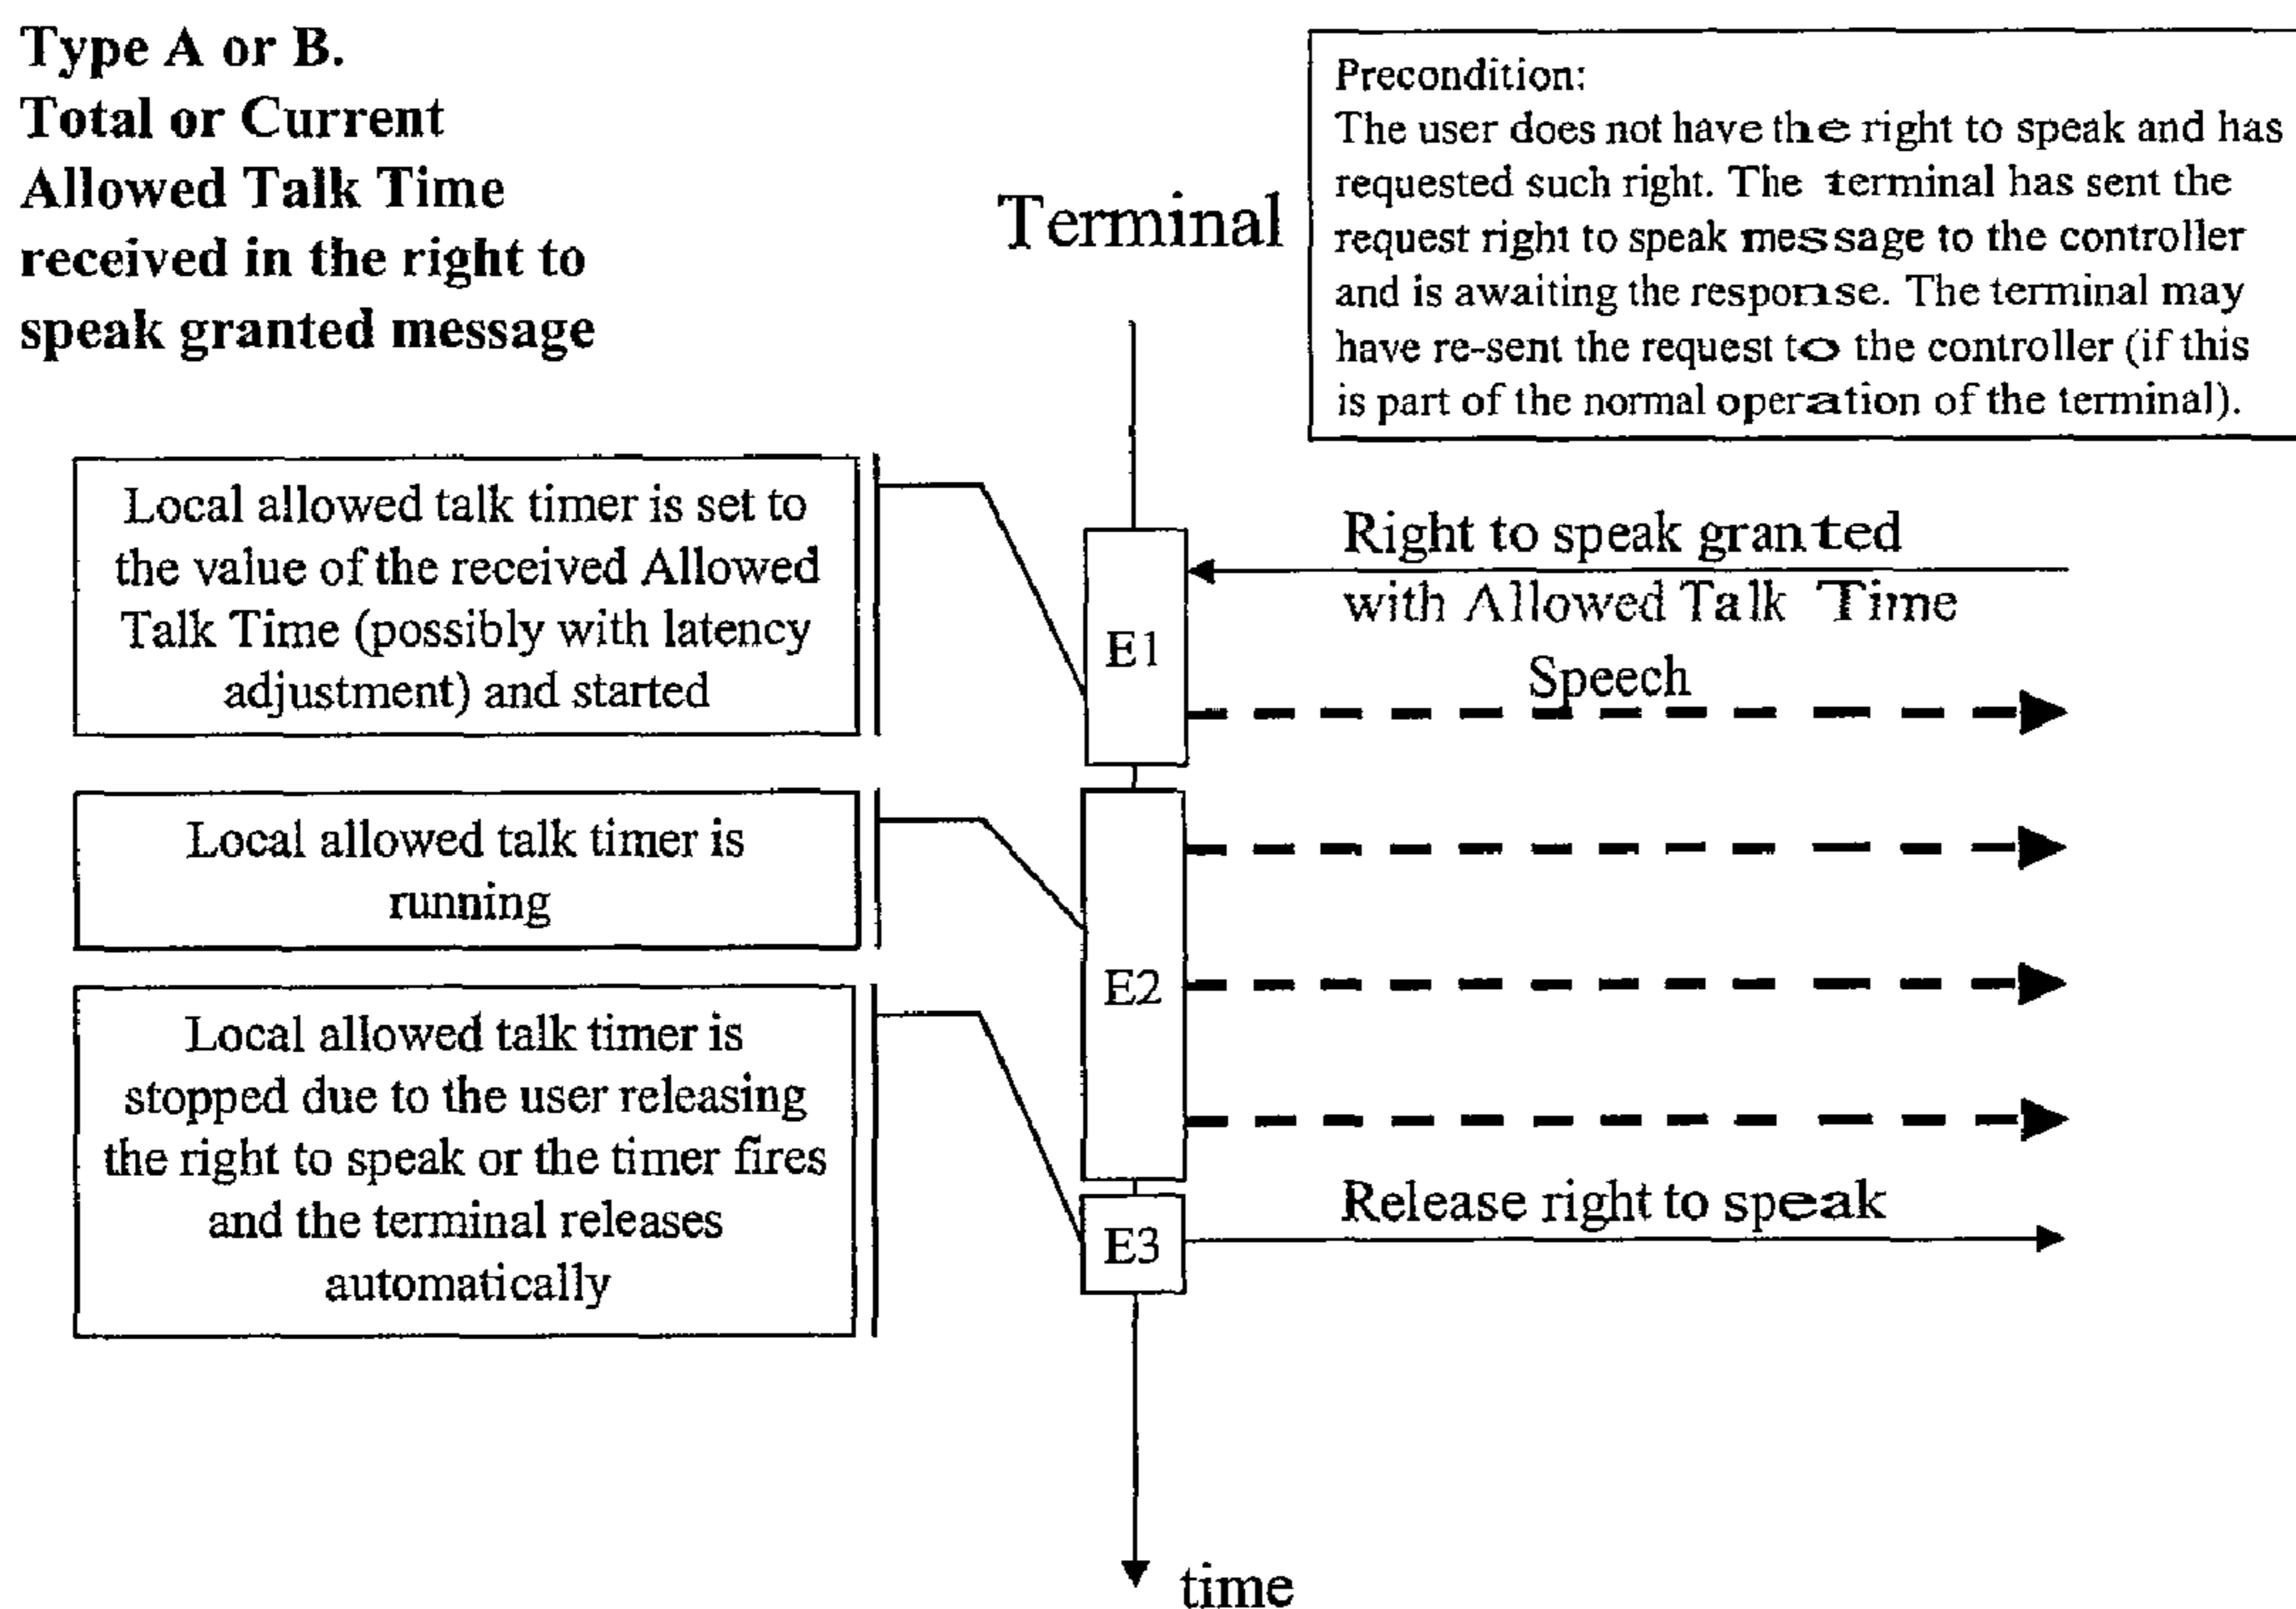 Type A or B.
Total or Current
Allowed Talk Time
received in the right to
speak granted message
Terminal
Precondition:
The user does not have the right to speak and has
requested such right. The terminal has sent the
request right to speak message to the controller
and is awaiting the response. The terminal may
have re-sent the request to the controller (if this
is part of the normal operation of the terminal).
Local allowed talk timer is set to
the value of the received Allowed
Talk Time (possibly with latency
adjustment) and started
E1
Right to speak granted
with Allowed Talk Time
Speech
Local allowed talk timer is
running
E2
Local allowed talk timer is
stopped due to the user releasing
the right to speak or the timer fires
and the terminal releases
automatically
E3
Release right to speak
time